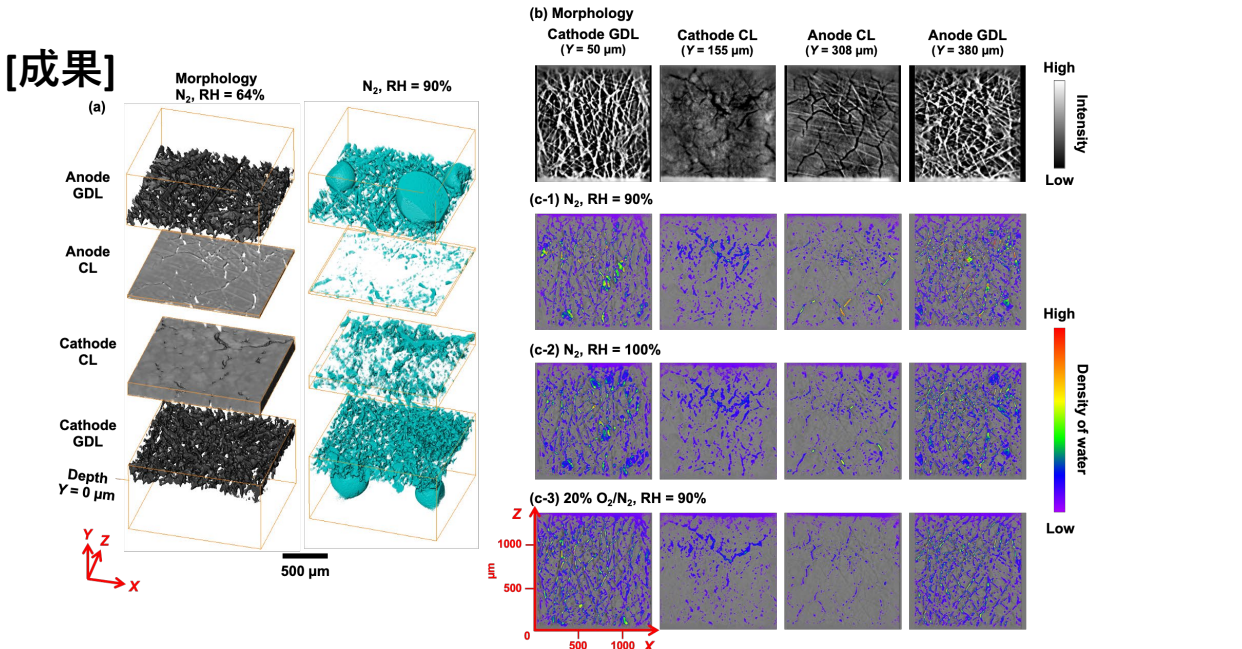 [成果]
(a)
Morphology
N2, RH = 64%
N2, RH = 90%
Anode
GDL
Anode
CL
Cathode
CL
Cathode
GDL
Depth
Y = 0 μm
Y
Z
X
500 μm
(b) Morphology
Cathode GDL
(Y = 50 μm)
Cathode CL
(Y = 155 μm)
Anode CL
(Y = 308 μm)
Anode GDL
(Y = 380 μm)
High
Intensity
Low
(c-1) N2, RH = 90%
(c-2) N2, RH = 100%
(c-3) 20% O2/N2, RH = 90%
High
Density of water
Low
Z
1000
μm
500
0
500
1000
X